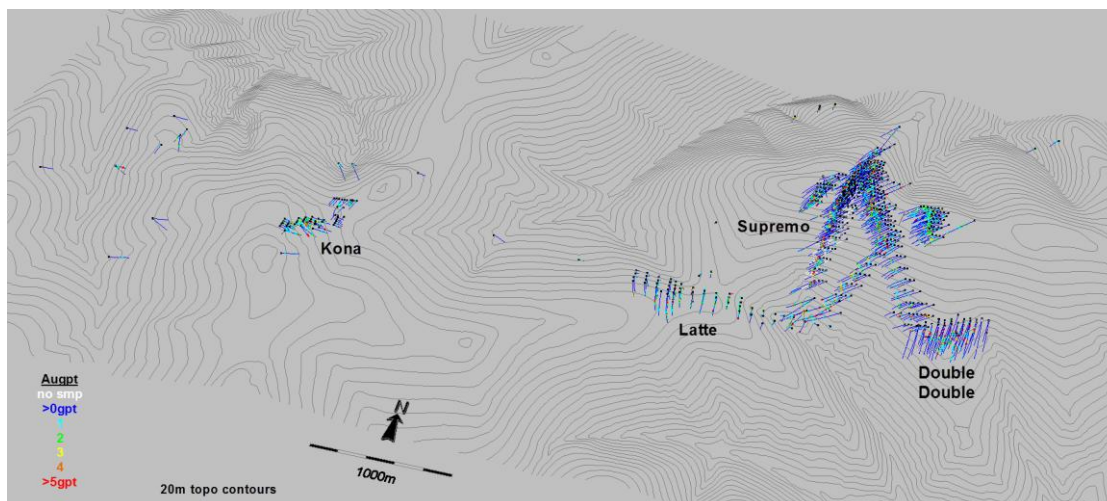 Supremo
Kona
Latte
Double
Double
Augpt
no smp
>0gpt
1
2
3
4
>5gpt
N
1000m
20m topo contours